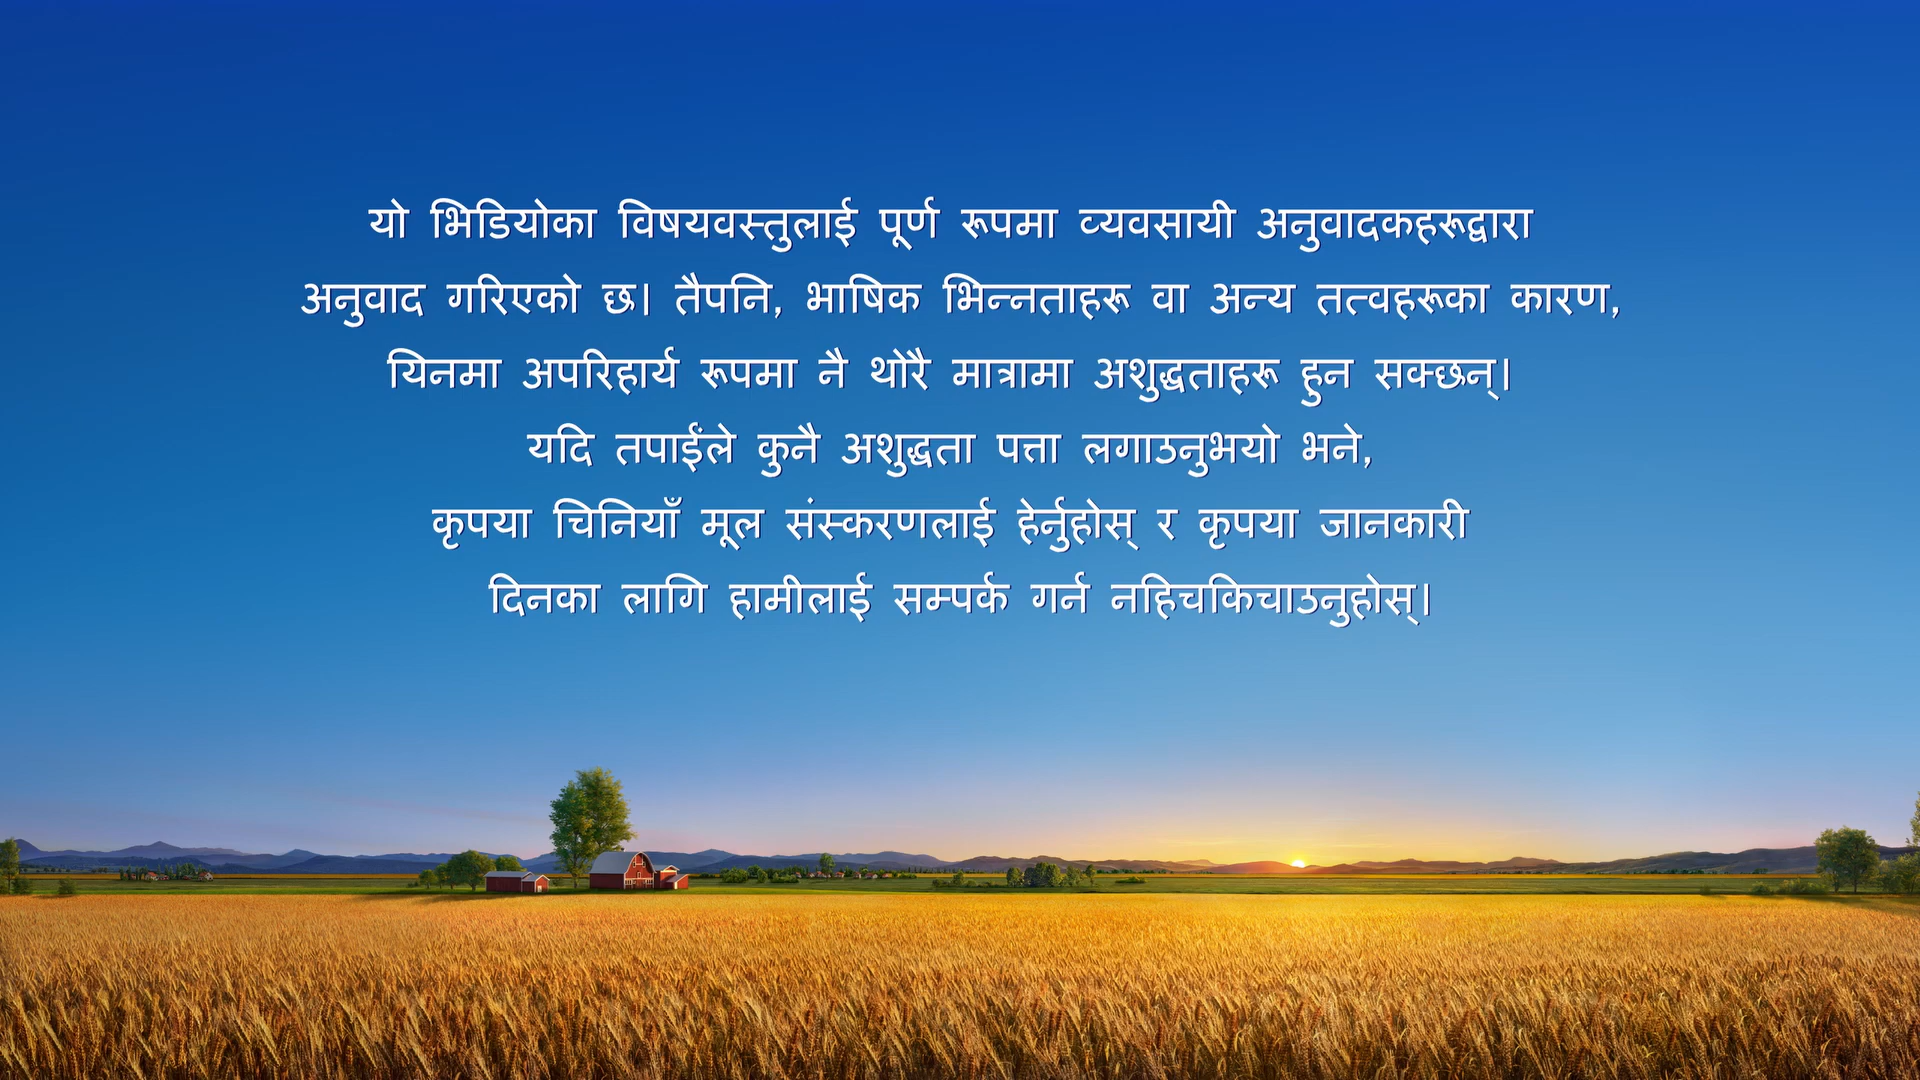 यो भिडियोका विषयवस्तुलाई पूर्ण रूपमा व्यवसायी अनुवादकहरूद्वारा
अनुवाद गरिएको छ। तैपनि, भाषिक भिन्नताहरू वा अन्य तत्वहरूका कारण,
यिनमा अपरिहार्य रूपमा नै थोरै मात्रामा अशुद्धताहरू हुन सक्छन्।
यदि तपाईंले कुनै अशुद्धता पत्ता लगाउनुभयो भने,
कृपया चिनियाँ मूल संस्करणलाई हेर्नुहोस् र कृपया जानकारी
दिनका लागि हामीलाई सम्पर्क गर्न नहिचकिचाउनुहोस्।